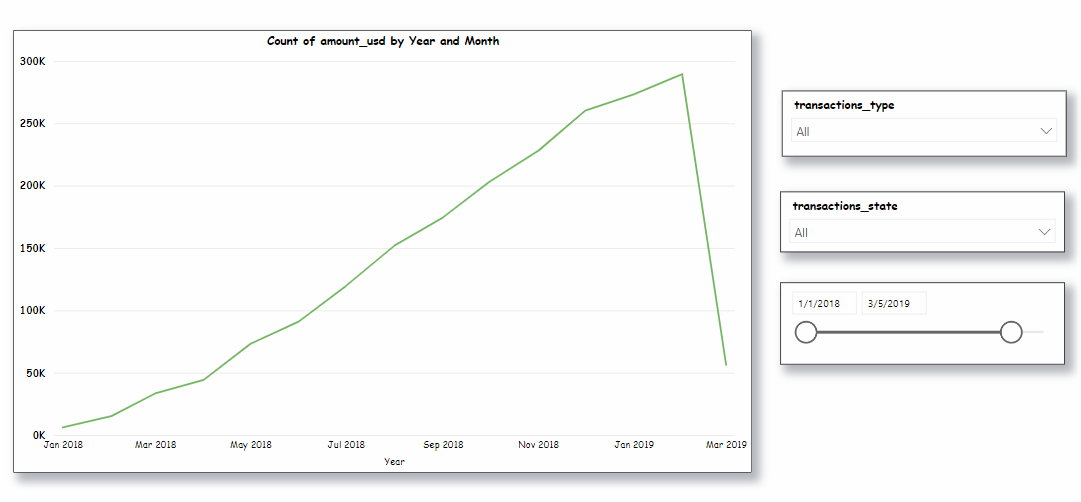 Count of amount_usd by Year and Month
300K
250K
200K
150K
100K
50K
0K
Jan 2018 Mar 2018 May 2018 Jul 2018 Sep 2018 Nov 2018 Jan 2019 Mar 2019
Year
transactions_type
All
transactions_state
All
1/1/2018 3/5/2019